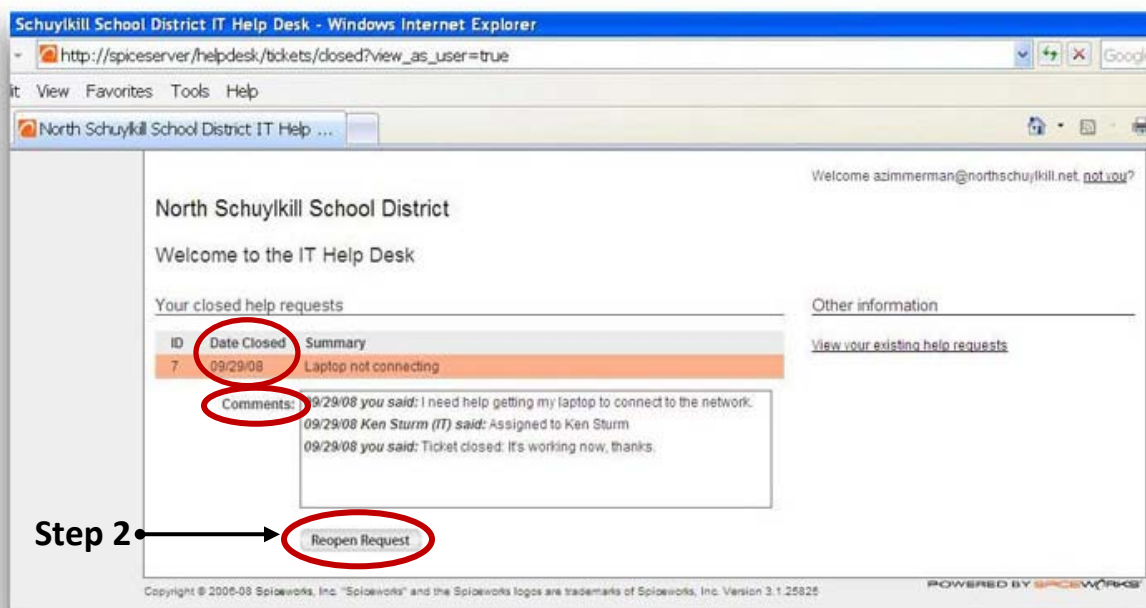 Schuylkill School District IT Help Desk - Windows Internet Explorer
http://spiceserver/helpdesk/tickets/closed?view_as_user=true
Goog
it View Favorites Tools Help
North Schuylkill School District IT Help ...
Welcome azimmerman@northschuylkill.net, not you?
North Schuylkill School District
Welcome to the IT Help Desk
Your closed help requests
Other information
ID Date Closed Summary
View your existing help requests
7 09/29/08 Laptop not connecting
Comments: 09/29/08 you said: I need help getting my laptop to connect to the network.
09/29/08 Ken Sturm (IT) said: Assigned to Ken Sturm
09/29/08 you said: Ticket closed: It's working now, thanks.
Step 2
Reopen Request
Copyright © 2006-08 Spiceworks, Inc. "Spiceworks" and the Spiceworks logos are trademarks of Spiceworks, Inc. Version 3.1.25825
POWERED BY SPICEWORKS